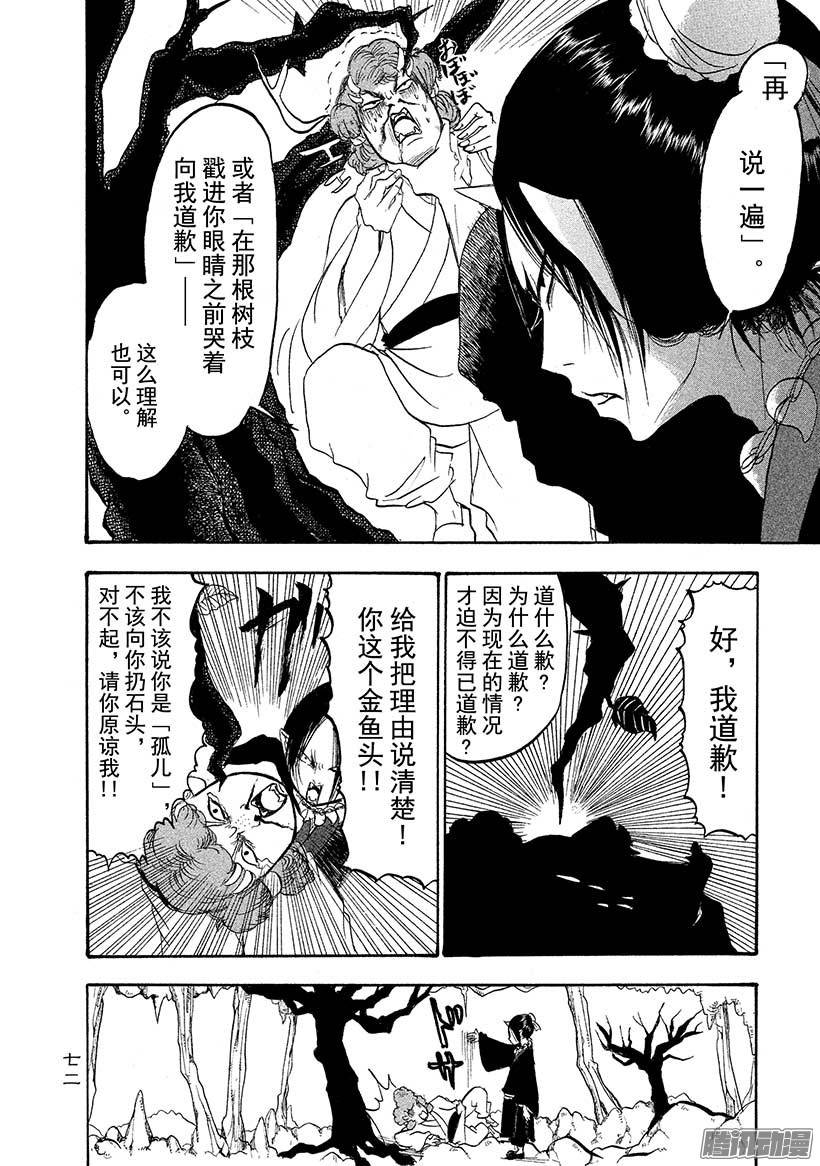 「再
说一遍」。
或者「在那根树枝
戳进你眼睛之前哭着
向我道歉」——
这么理解
也可以。
おぼぼぼ
好，我道歉！
道什么歉？
为什么道歉？
因为现在的情况
才迫不得已道歉？
给我把理由说清楚！
你这个金鱼头!!
我不该说你是「孤儿」，
不该向你扔石头，
对不起，请你原谅我!!
七二
腾讯动漫